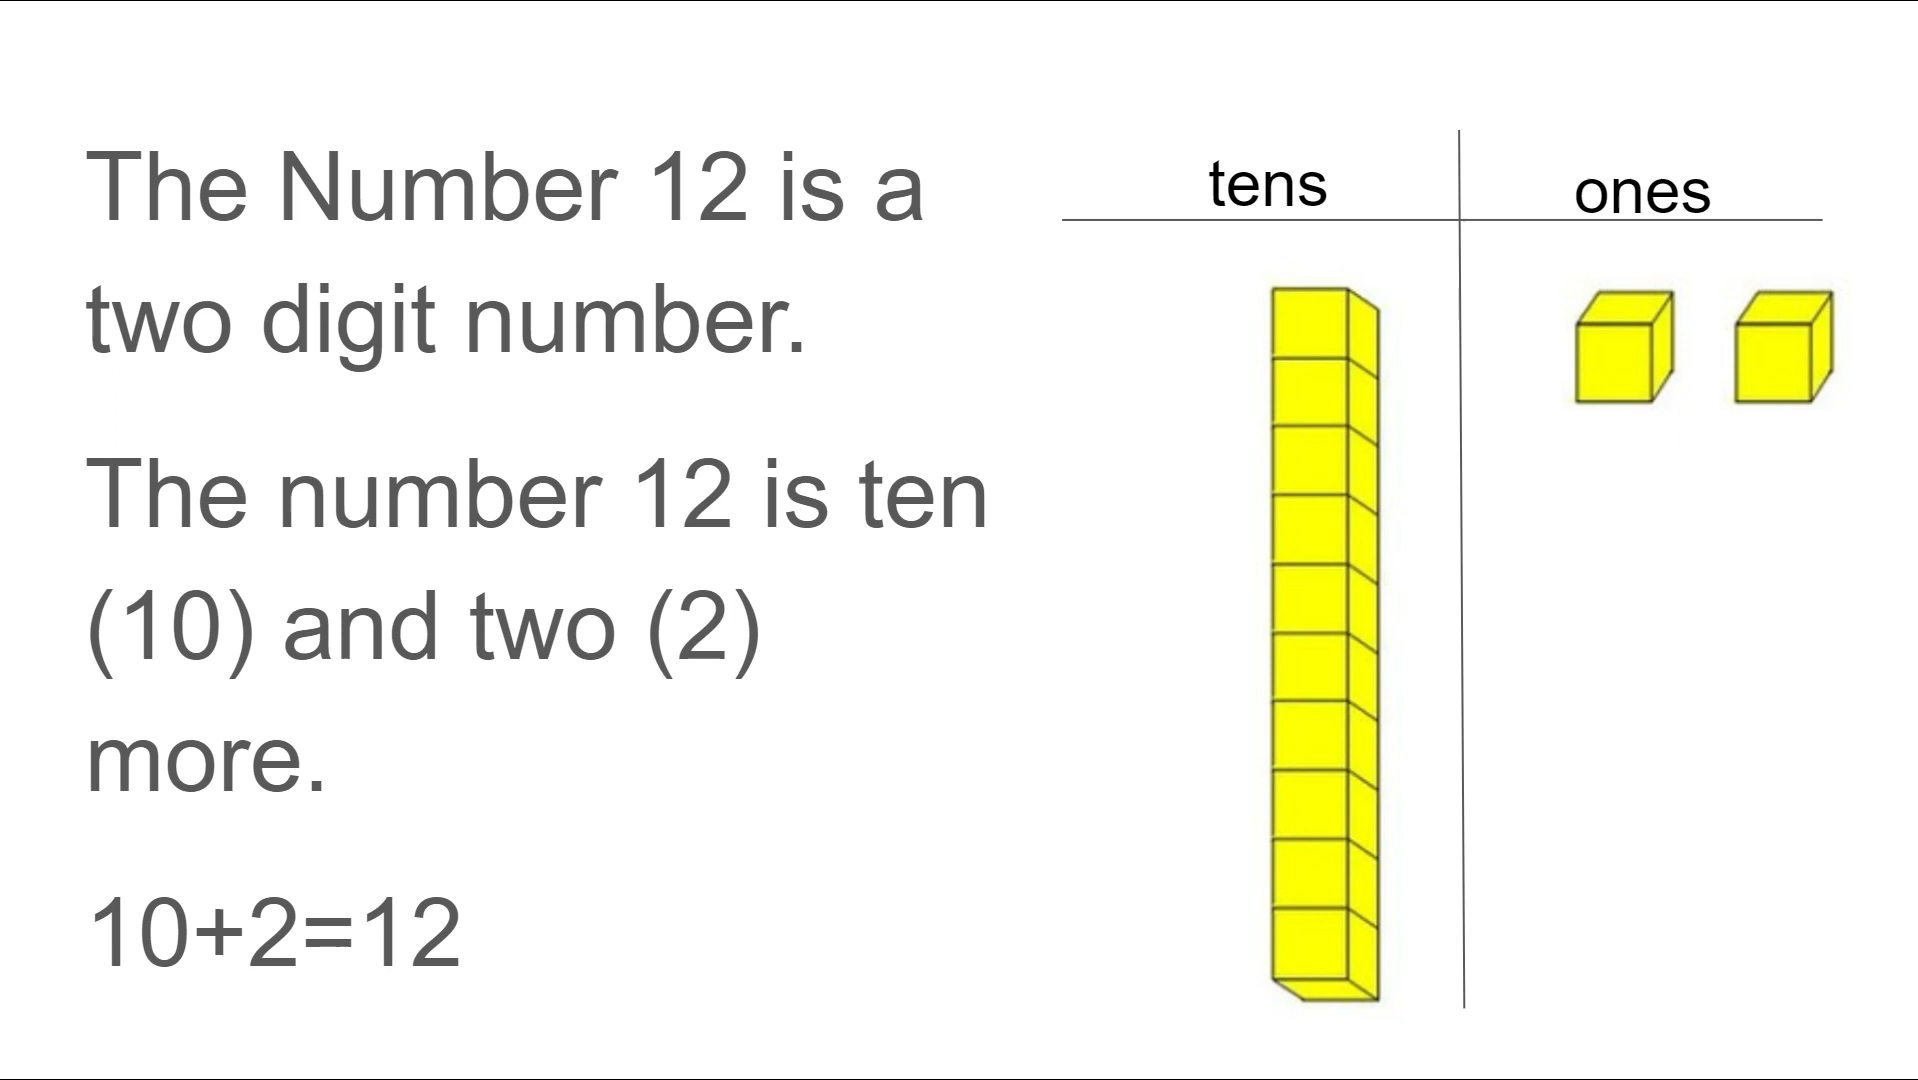 The Number 12 is a
two digit number.
The number 12 is ten
(10) and two (2)
more.
10+2=12
tens
ones